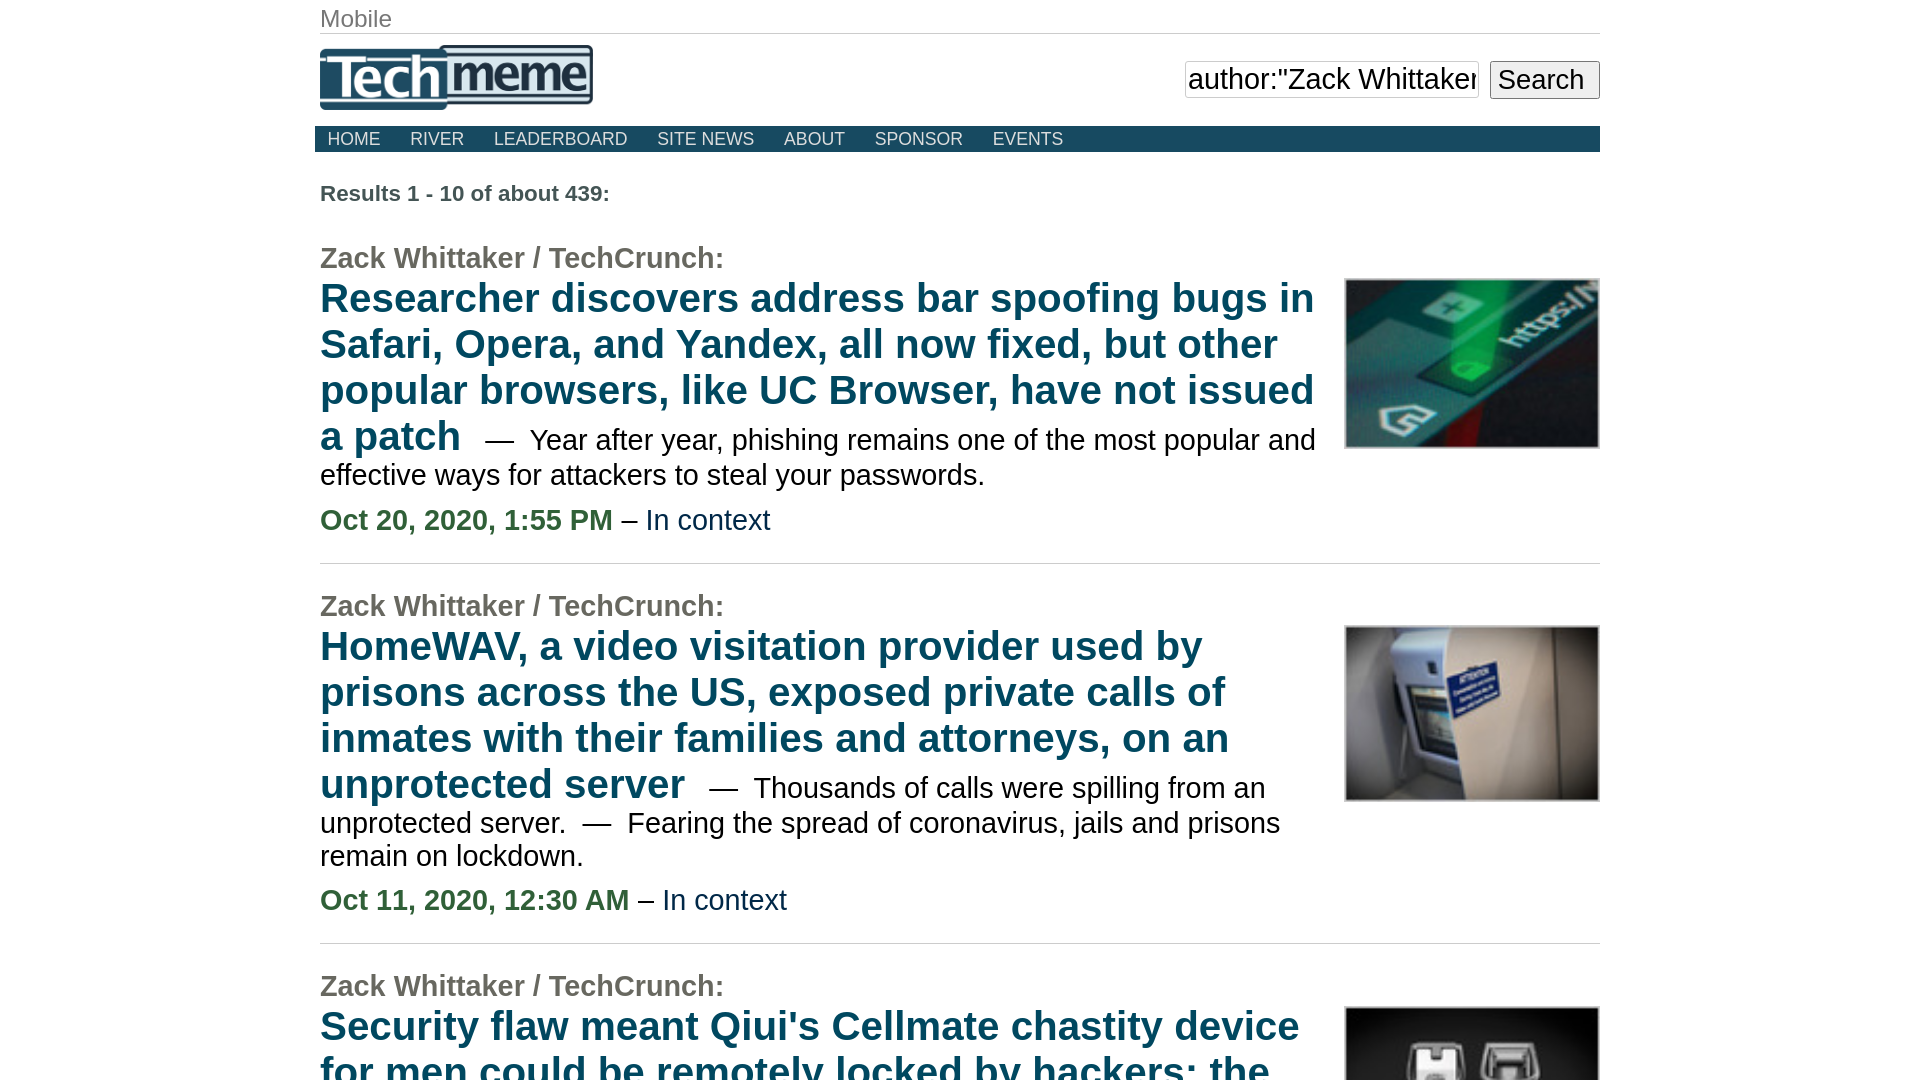 Mobile
Tech meme
author:"Zack Whittaker
Search
HOME RIVER LEADERBOARD SITE NEWS ABOUT SPONSOR EVENTS
Results 1 - 10 of about 439:
Zack Whittaker / TechCrunch:
Researcher discovers address bar spoofing bugs in
Safari, Opera, and Yandex, all now fixed, but other
popular browsers, like UC Browser, have not issued
a patch — Year after year, phishing remains one of the most popular and
effective ways for attackers to steal your passwords.
https://
Oct 20, 2020, 1:55 PM – In context
Zack Whittaker / TechCrunch:
HomeWAV, a video visitation provider used by
prisons across the US, exposed private calls of
inmates with their families and attorneys, on an
unprotected server — Thousands of calls were spilling from an
unprotected server. — Fearing the spread of coronavirus, jails and prisons
remain on lockdown.
ATTENTION
Oct 11, 2020, 12:30 AM – In context
Zack Whittaker / TechCrunch:
Security flaw meant Qiui's Cellmate chastity device
for men could be remotely locked by hackers; the